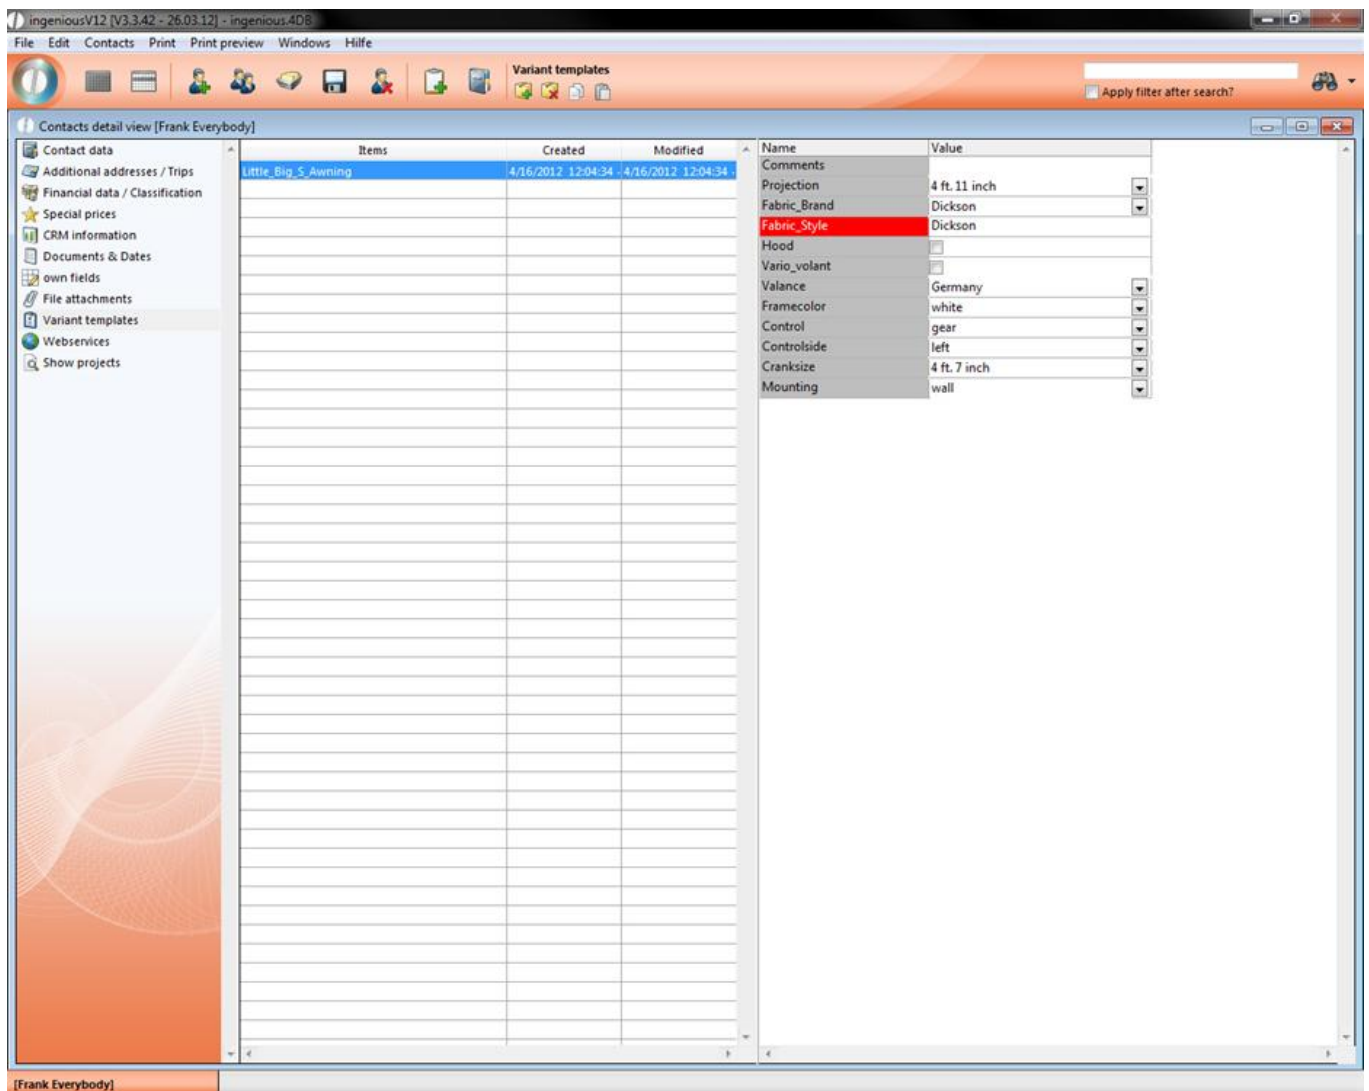 ingeniousV12 [V3.3.42 - 26.03.12] - ingenious.4DB
File Edit Contacts Print Print preview Windows Hilfe
Variant templates
Apply filter after search?
Contacts detail view [Frank Everybody]
Contact data
Additional addresses / Trips
Financial data / Classification
Special prices
CRM information
Documents & Dates
own fields
File attachments
Variant templates
Webservices
Show projects
Items Created Modified
Little_Big_S_Awning 4/16/2012 12:04:34 - 4/16/2012 12:04:34 -
Name Value
Comments
Projection 4 ft. 11 inch
Fabric_Brand Dickson
Fabric_Style Dickson
Hood
Vario_volant
Valance Germany
Framecolor white
Control gear
Controlside left
Cranksize 4 ft. 7 inch
Mounting wall
[Frank Everybody]